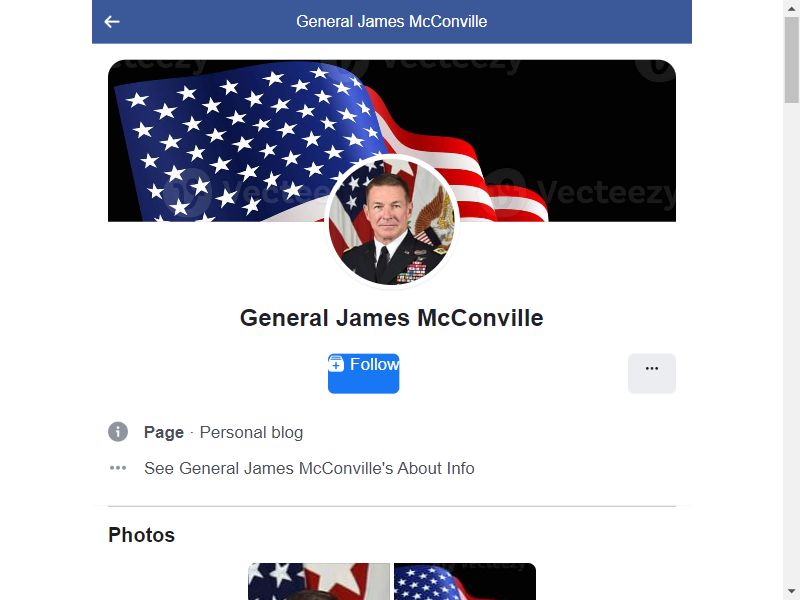 General James McConville
Vecteezy
Vecteezy
Vecteezy
General James McConville
Follow
Page · Personal blog
See General James McConville's About Info
Photos
Vecteezy